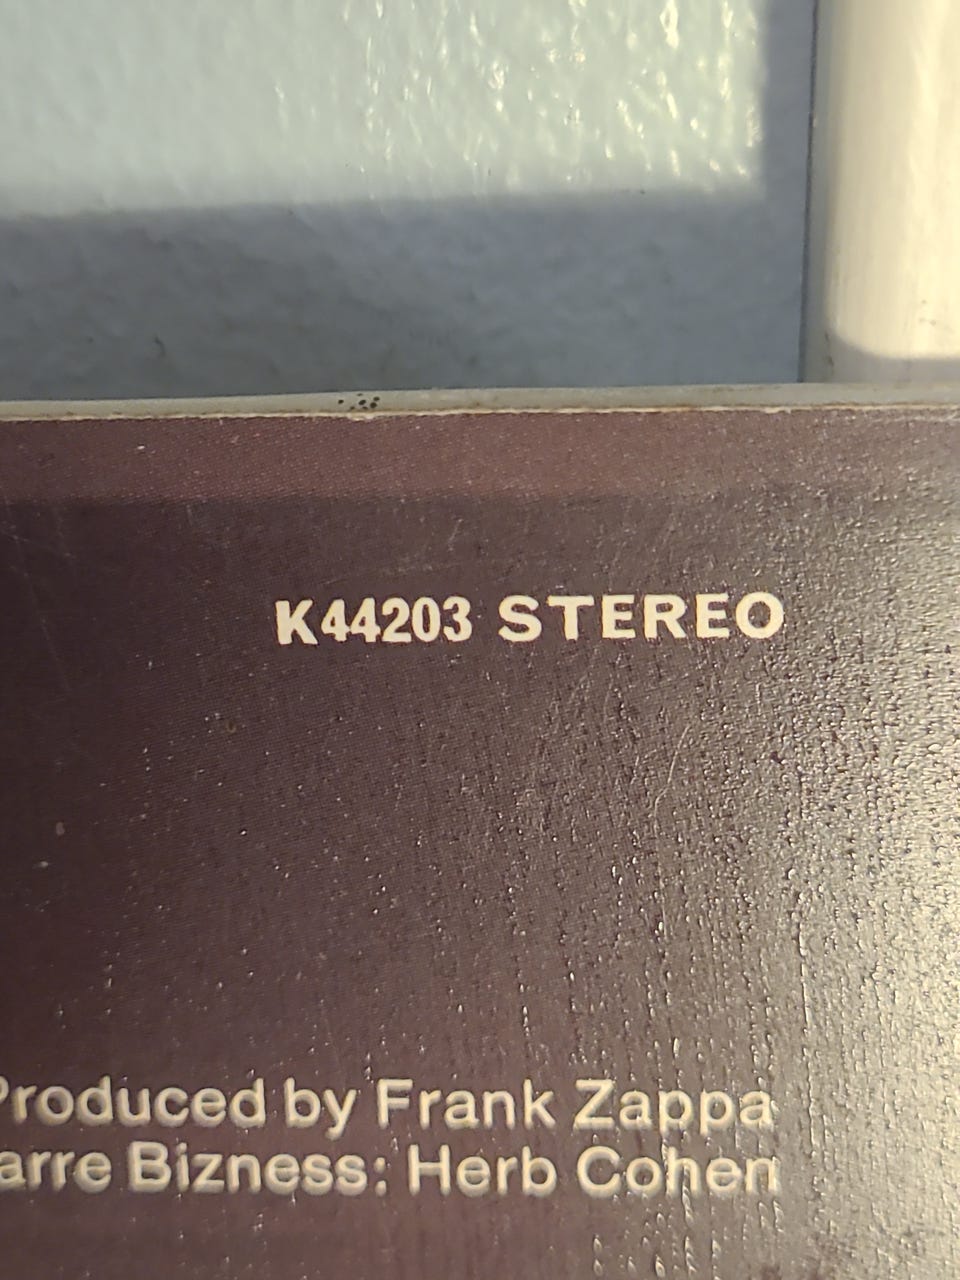 K44203 STEREO
Produced by Frank Zappa
arre Bizness: Herb Cohen